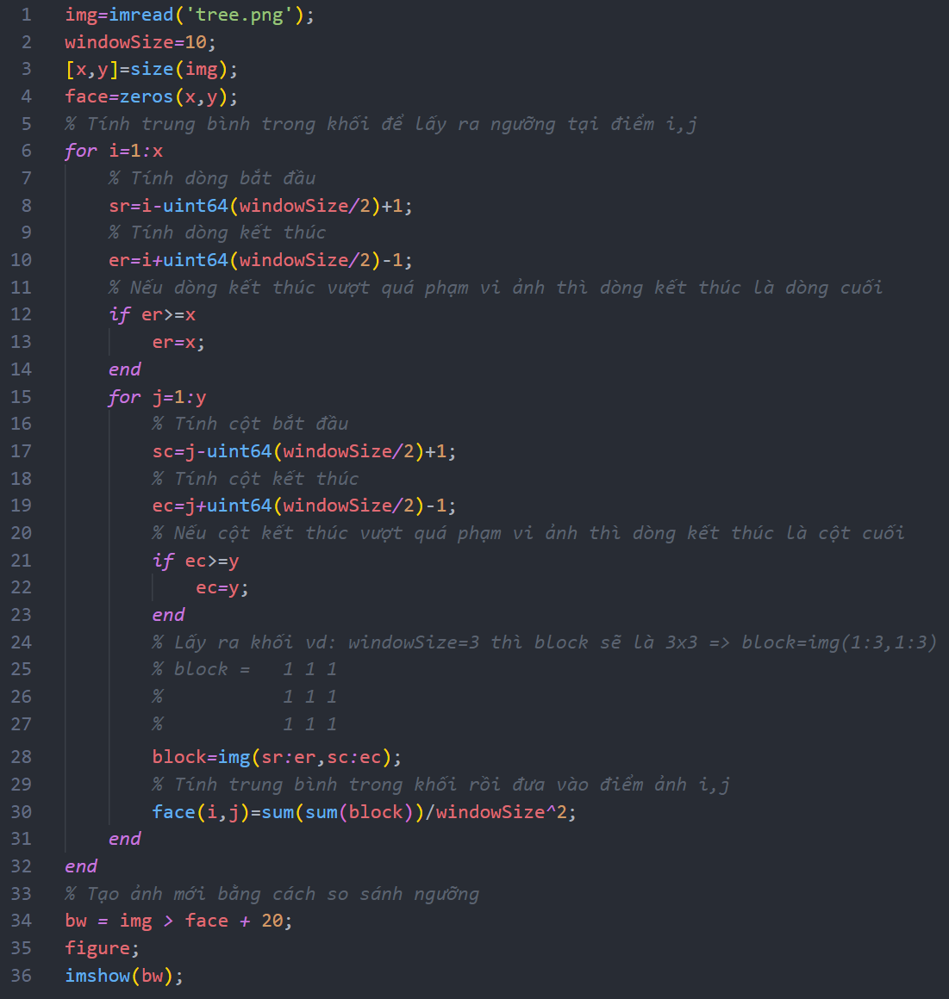 1 img=imread('tree.png');
2 windowSize=10;
3 [x,y]=size(img);
4 face=zeros(x,y);
5 % Tính trung bình trong khối để lấy ra ngưỡng tại điểm i,j
6 for i=1:x
7 % Tính dòng bắt đầu
8 sr=i-uint64(windowSize/2)+1;
9 % Tính dòng kết thúc
10 er=i+uint64(windowSize/2)-1;
11 % Nếu dòng kết thúc vượt quá phạm vi ảnh thì dòng kết thúc là dòng cuối
12 if er>=x
13 er=x;
14 end
15 for j=1:y
16 % Tính cột bắt đầu
17 sc=j-uint64(windowSize/2)+1;
18 % Tính cột kết thúc
19 ec=j+uint64(windowSize/2)-1;
20 % Nếu cột kết thúc vượt quá phạm vi ảnh thì dòng kết thúc là cột cuối
21 if ec>=y
22 ec=y;
23 end
24 % Lấy ra khối vd: windowSize=3 thì block sẽ là 3x3 => block=img(1:3,1:3)
25 % block = 1 1 1
26 % 1 1 1
27 % 1 1 1
28 block=img(sr:er,sc:ec);
29 % Tính trung bình trong khối rồi đưa vào điểm ảnh i,j
30 face(i,j)=sum(sum(block))/windowSize^2;
31 end
32 end
33 % Tạo ảnh mới bằng cách so sánh ngưỡng
34 bw = img > face + 20;
35 figure;
36 imshow(bw);